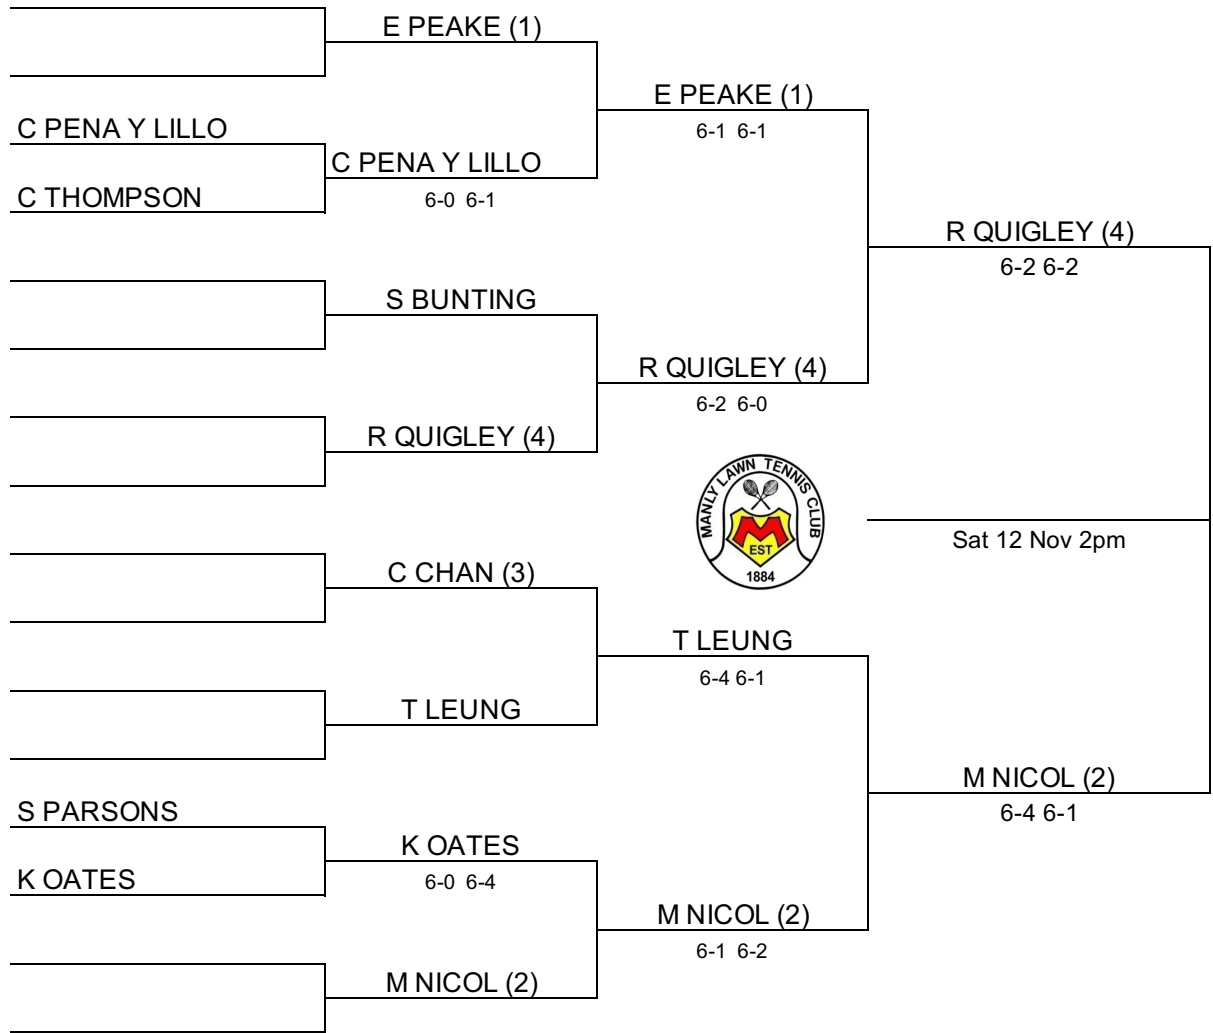 E PEAKE (1)
E PEAKE (1)
6-1 6-1
C PENA Y LILLO
C PENA Y LILLO
6-0 6-1
C THOMPSON
R QUIGLEY (4)
6-2 6-2
S BUNTING
R QUIGLEY (4)
6-2 6-0
R QUIGLEY (4)
MANLY LAWN TENNIS CLUB
M
EST
1884
Sat 12 Nov 2pm
C CHAN (3)
T LEUNG
6-4 6-1
T LEUNG
M NICOL (2)
6-4 6-1
S PARSONS
K OATES
6-0 6-4
K OATES
M NICOL (2)
6-1 6-2
M NICOL (2)